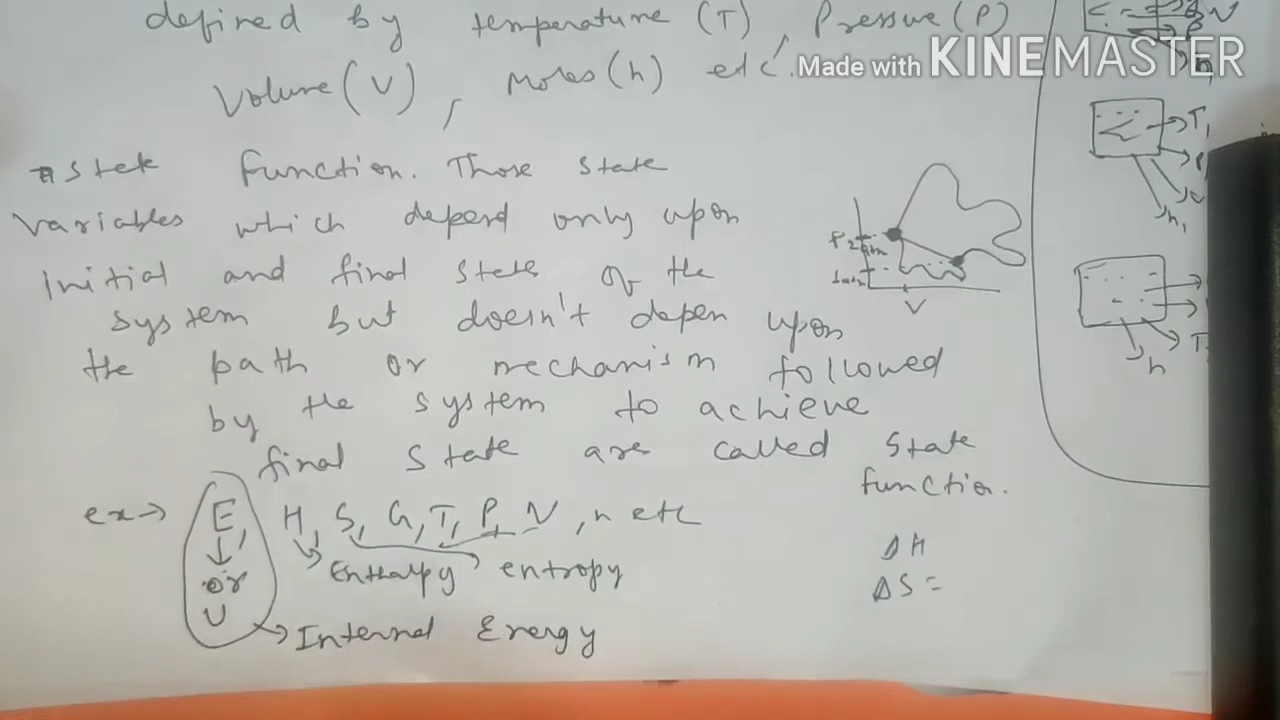 defined by temperature (T), Pressure (P)
Volume (V), Moles (n) etc.
Made with KINEMASTER
State function. Those state
variables which depend only upon
Initial and final state of the
system but doesn't depen upon
the path or mechanism followed
by the system to achieve
final state are called state
function.
ex→ E, H, S, G, T, P, V, n etc
↓
or
U
→ Enthalpy entropy
→ Internal Energy
ΔH
ΔS =
P
V
T1
n1
n
T